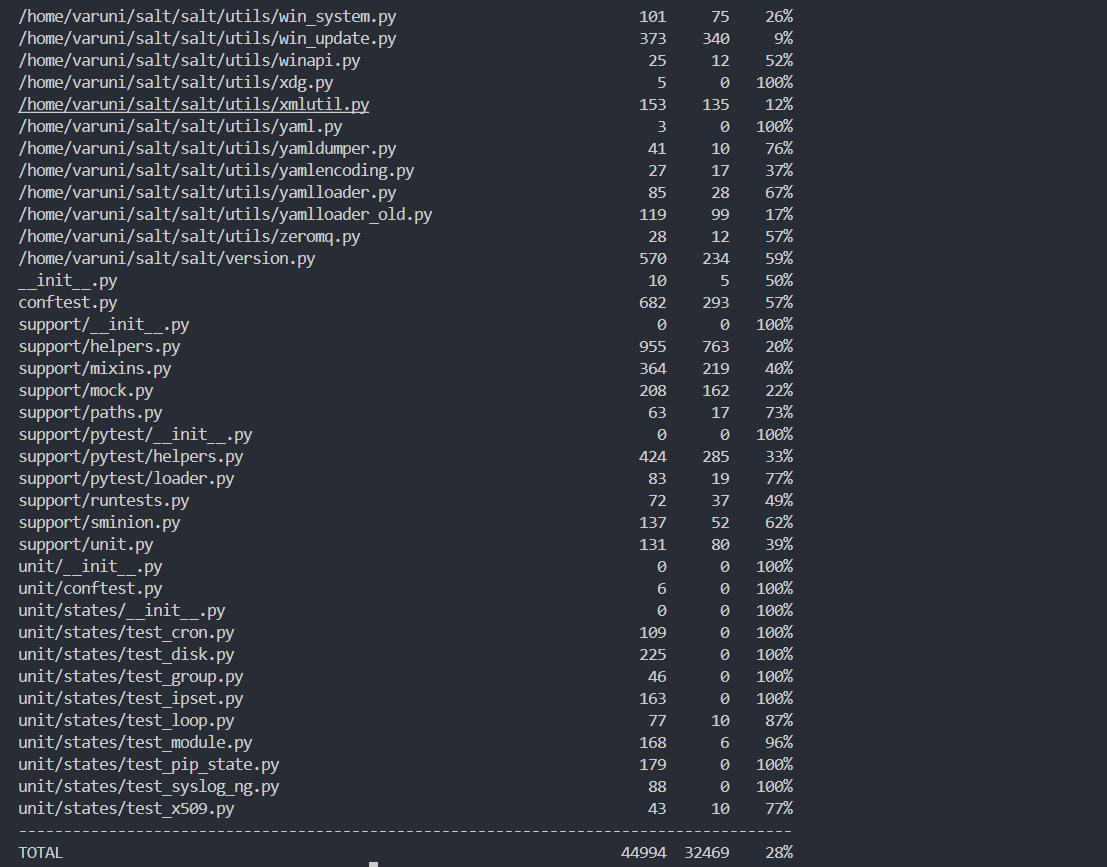 /home/varuni/salt/salt/utils/win_system.py 101 75 26%
/home/varuni/salt/salt/utils/win_update.py 373 340 9%
/home/varuni/salt/salt/utils/winapi.py 25 12 52%
/home/varuni/salt/salt/utils/xdg.py 5 0 100%
/home/varuni/salt/salt/utils/xmlutil.py 153 135 12%
/home/varuni/salt/salt/utils/yaml.py 3 0 100%
/home/varuni/salt/salt/utils/yamldumper.py 41 10 76%
/home/varuni/salt/salt/utils/yamlencoding.py 27 17 37%
/home/varuni/salt/salt/utils/yamlloader.py 85 28 67%
/home/varuni/salt/salt/utils/yamlloader_old.py 119 99 17%
/home/varuni/salt/salt/utils/zeromq.py 28 12 57%
/home/varuni/salt/salt/version.py 570 234 59%
__init__.py 10 5 50%
conftest.py 682 293 57%
support/__init__.py 0 0 100%
support/helpers.py 955 763 20%
support/mixins.py 364 219 40%
support/mock.py 208 162 22%
support/paths.py 63 17 73%
support/pytest/__init__.py 0 0 100%
support/pytest/helpers.py 424 285 33%
support/pytest/loader.py 83 19 77%
support/runtests.py 72 37 49%
support/sminion.py 137 52 62%
support/unit.py 131 80 39%
unit/__init__.py 0 0 100%
unit/conftest.py 6 0 100%
unit/states/__init__.py 0 0 100%
unit/states/test_cron.py 109 0 100%
unit/states/test_disk.py 225 0 100%
unit/states/test_group.py 46 0 100%
unit/states/test_ipset.py 163 0 100%
unit/states/test_loop.py 77 10 87%
unit/states/test_module.py 168 6 96%
unit/states/test_pip_state.py 179 0 100%
unit/states/test_syslog_ng.py 88 0 100%
unit/states/test_x509.py 43 10 77%
--------------------------------------------------------------------------------------
TOTAL 44994 32469 28%